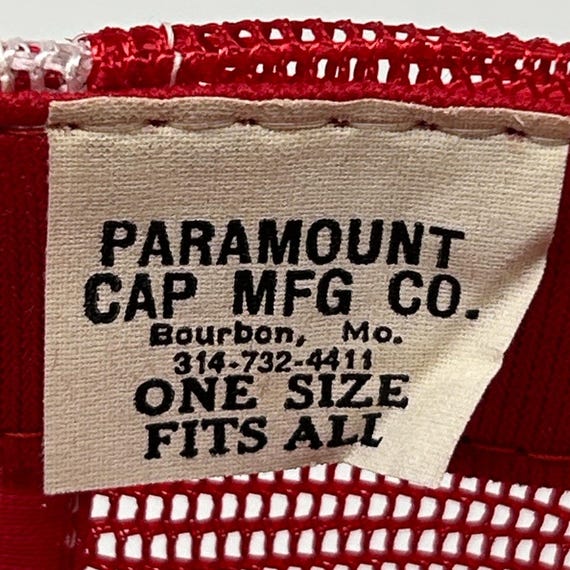 PARAMOUNT
CAP MFG CO.
Bourbon, Mo.
314-732-4411
ONE SIZE
FITS ALL